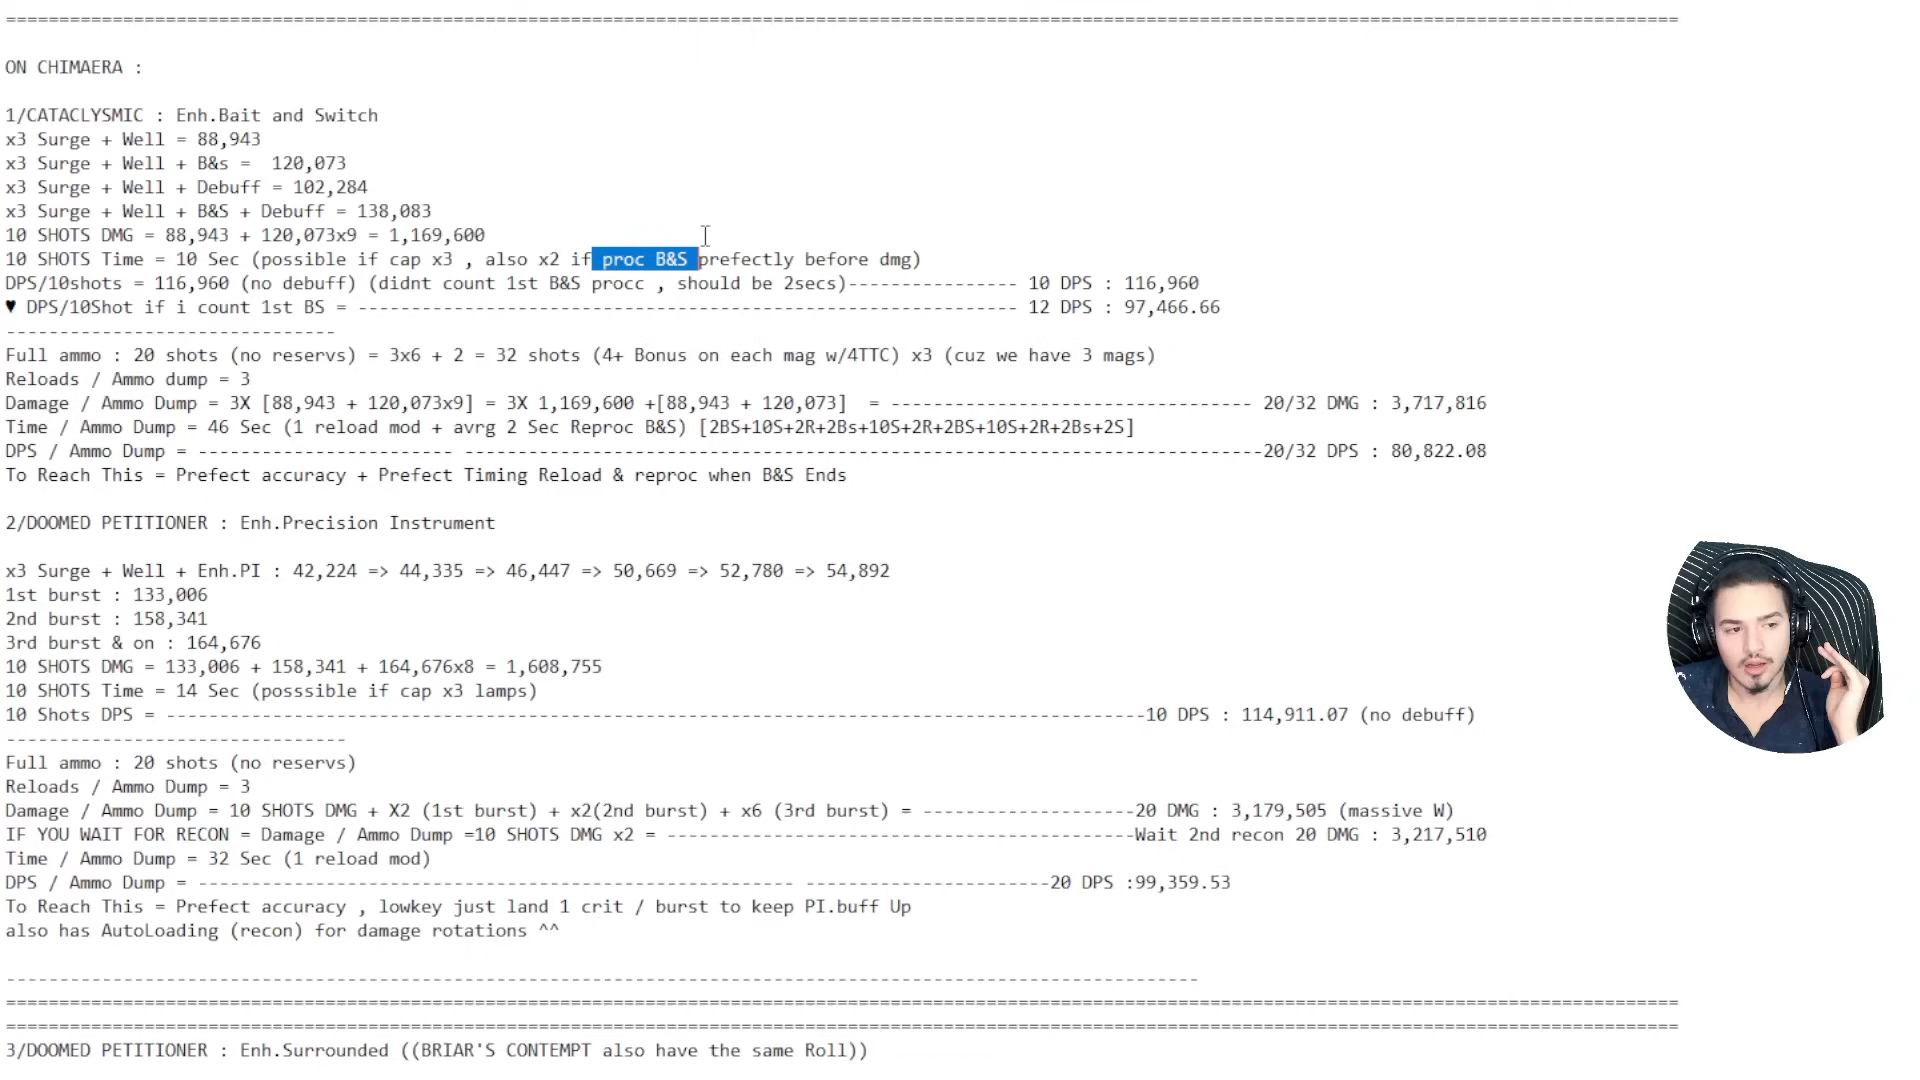 ================================================================================
ON CHIMAERA :
1/CATACLYSMIC : Enh.Bait and Switch
x3 Surge + Well = 88,943
x3 Surge + Well + B&s =  120,073
x3 Surge + Well + Debuff = 102,284
x3 Surge + Well + B&S + Debuff = 138,083
10 SHOTS DMG = 88,943 + 120,073x9 = 1,169,600
10 SHOTS Time = 10 Sec (possible if cap x3 , also x2 if proc B&S prefectly before dmg)
DPS/10shots = 116,960 (no debuff) (didnt count 1st B&S procc , should be 2secs)---------------- 10 DPS : 116,960
♥ DPS/10Shot if i count 1st BS = -------------------------------------------------------------- 12 DPS : 97,466.66
-------------------------------
Full ammo : 20 shots (no reservs) = 3x6 + 2 = 32 shots (4+ Bonus on each mag w/4TTC) x3 (cuz we have 3 mags)
Reloads / Ammo dump = 3
Damage / Ammo Dump = 3X [88,943 + 120,073x9] = 3X 1,169,600 +[88,943 + 120,073]  = ---------------------------------- 20/32 DMG : 3,717,816
Time / Ammo Dump = 46 Sec (1 reload mod + avrg 2 Sec Reproc B&S) [2BS+10S+2R+2Bs+10S+2R+2BS+10S+2R+2Bs+2S]
DPS / Ammo Dump = ------------------------ ---------------------------------------------------------------------------20/32 DPS : 80,822.08
To Reach This = Prefect accuracy + Prefect Timing Reload & reproc when B&S Ends
2/DOOMED PETITIONER : Enh.Precision Instrument
x3 Surge + Well + Enh.PI : 42,224 => 44,335 => 46,447 => 50,669 => 52,780 => 54,892
1st burst : 133,006
2nd burst : 158,341
3rd burst & on : 164,676
10 SHOTS DMG = 133,006 + 158,341 + 164,676x8 = 1,608,755
10 SHOTS Time = 14 Sec (posssible if cap x3 lamps)
10 Shots DPS = --------------------------------------------------------------------------------------------10 DPS : 114,911.07 (no debuff)
--------------------------------
Full ammo : 20 shots (no reservs)
Reloads / Ammo Dump = 3
Damage / Ammo Dump = 10 SHOTS DMG + X2 (1st burst) + x2(2nd burst) + x6 (3rd burst) = --------------------20 DMG : 3,179,505 (massive W)
IF YOU WAIT FOR RECON = Damage / Ammo Dump =10 SHOTS DMG x2 = --------------------------------------------Wait 2nd recon 20 DMG : 3,217,510
Time / Ammo Dump = 32 Sec (1 reload mod)
DPS / Ammo Dump = -------------------------------------------------------- -----------------------20 DPS :99,359.53
To Reach This = Prefect accuracy , lowkey just land 1 crit / burst to keep PI.buff Up
also has AutoLoading (recon) for damage rotations ^^
--------------------------------------------------------------------------------
================================================================================
================================================================================
3/DOOMED PETITIONER : Enh.Surrounded ((BRIAR'S CONTEMPT also have the same Roll))